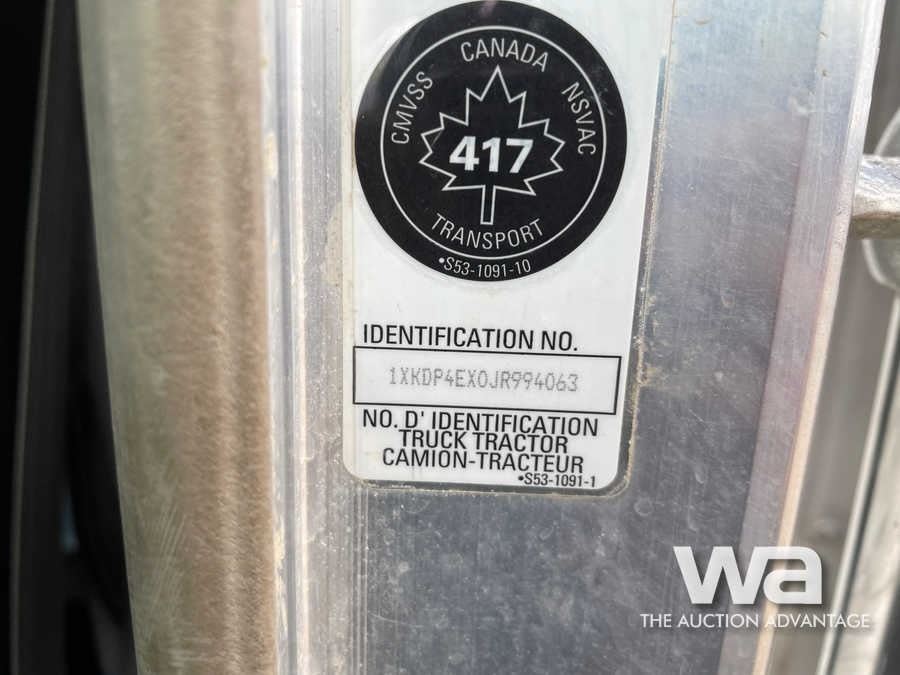 CANADA
CMVSS
NSVAC
417
TRANSPORT
•S53-1091-10
IDENTIFICATION NO.
1XKDP4EX0JR994063
NO. D' IDENTIFICATION
TRUCK TRACTOR
CAMION-TRACTEUR
•S53-1091-1
wa
THE AUCTION ADVANTAGE